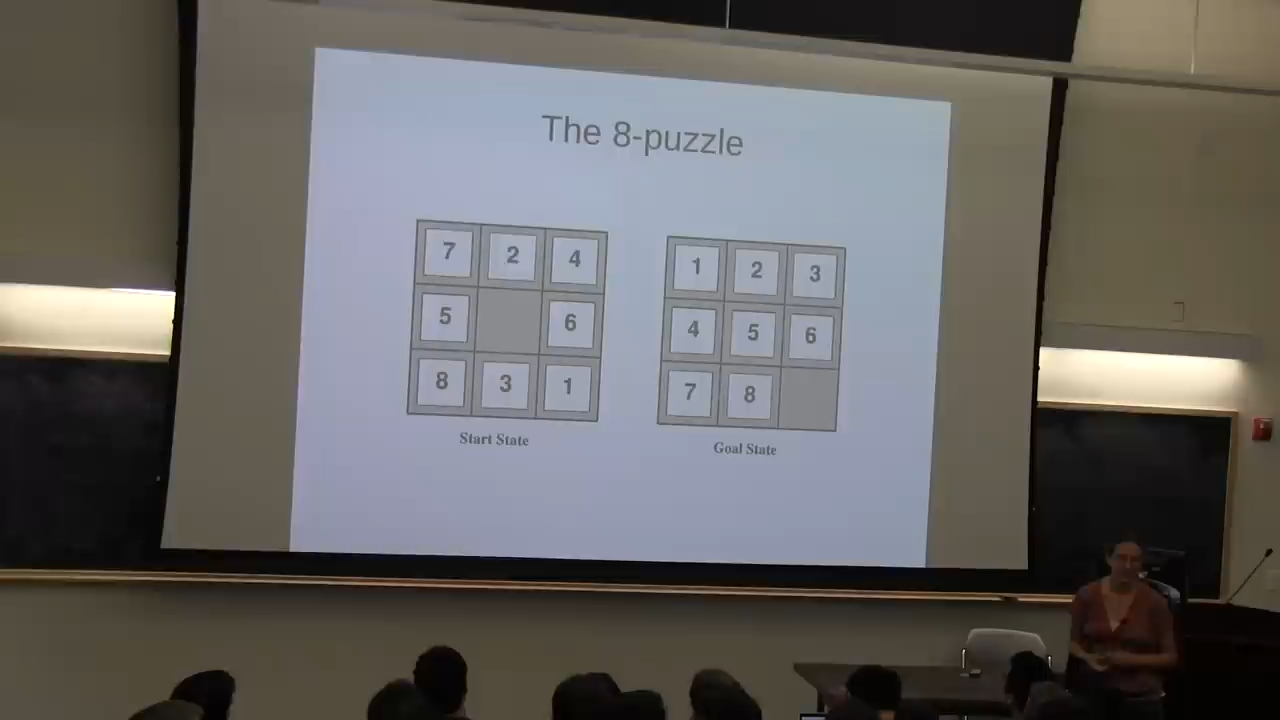 The 8-puzzle
7 2 4
5 6
8 3 1
Start State
1 2 3
4 5 6
7 8
Goal State